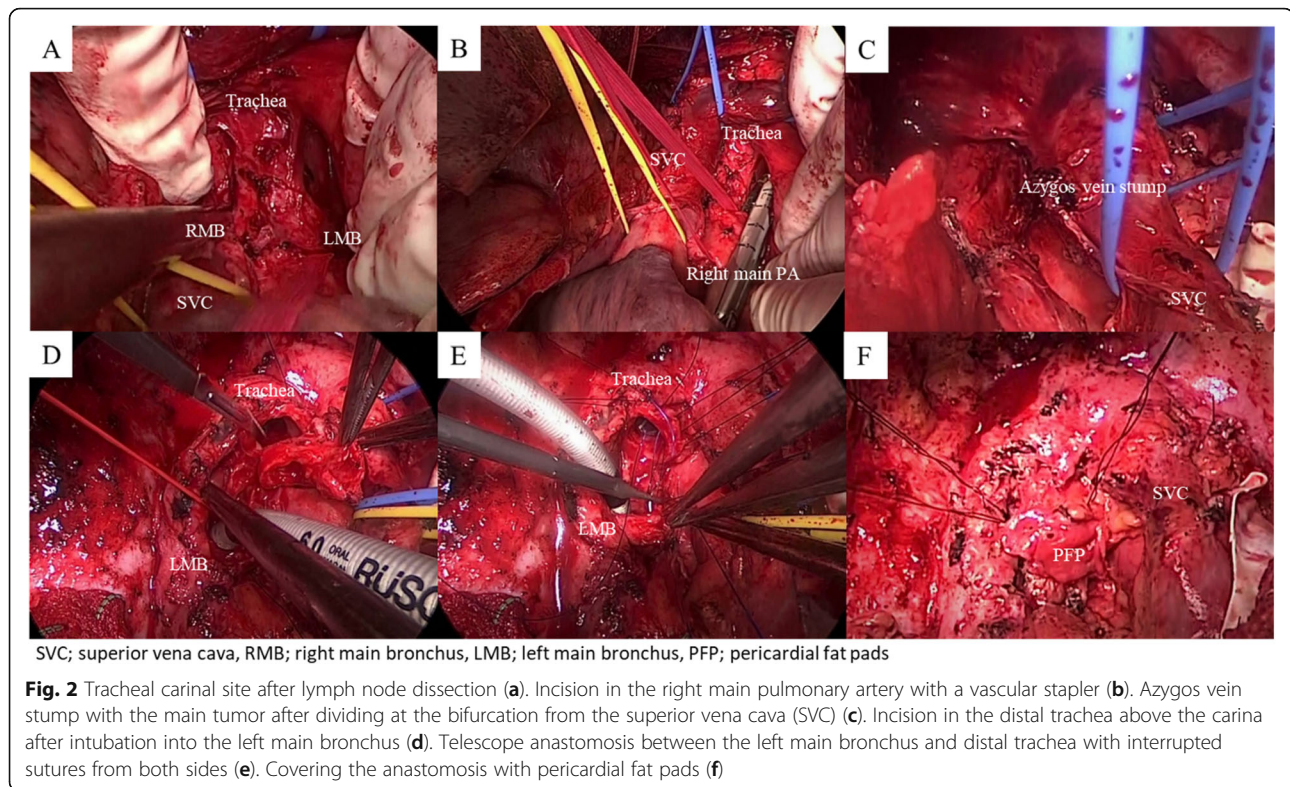 A
Trachea
RMB
LMB
SVC
B
Trachea
SVC
Right main PA
C
Azygos vein stump
SVC
D
Trachea
LMB
6.0 ORAL
RÜSC
E
Trachea
LMB
F
SVC
PFP
SVC; superior vena cava, RMB; right main bronchus, LMB; left main bronchus, PFP; pericardial fat pads
Fig. 2 Tracheal carinal site after lymph node dissection (a). Incision in the right main pulmonary artery with a vascular stapler (b). Azygos vein
stump with the main tumor after dividing at the bifurcation from the superior vena cava (SVC) (c). Incision in the distal trachea above the carina
after intubation into the left main bronchus (d). Telescope anastomosis between the left main bronchus and distal trachea with interrupted
sutures from both sides (e). Covering the anastomosis with pericardial fat pads (f)